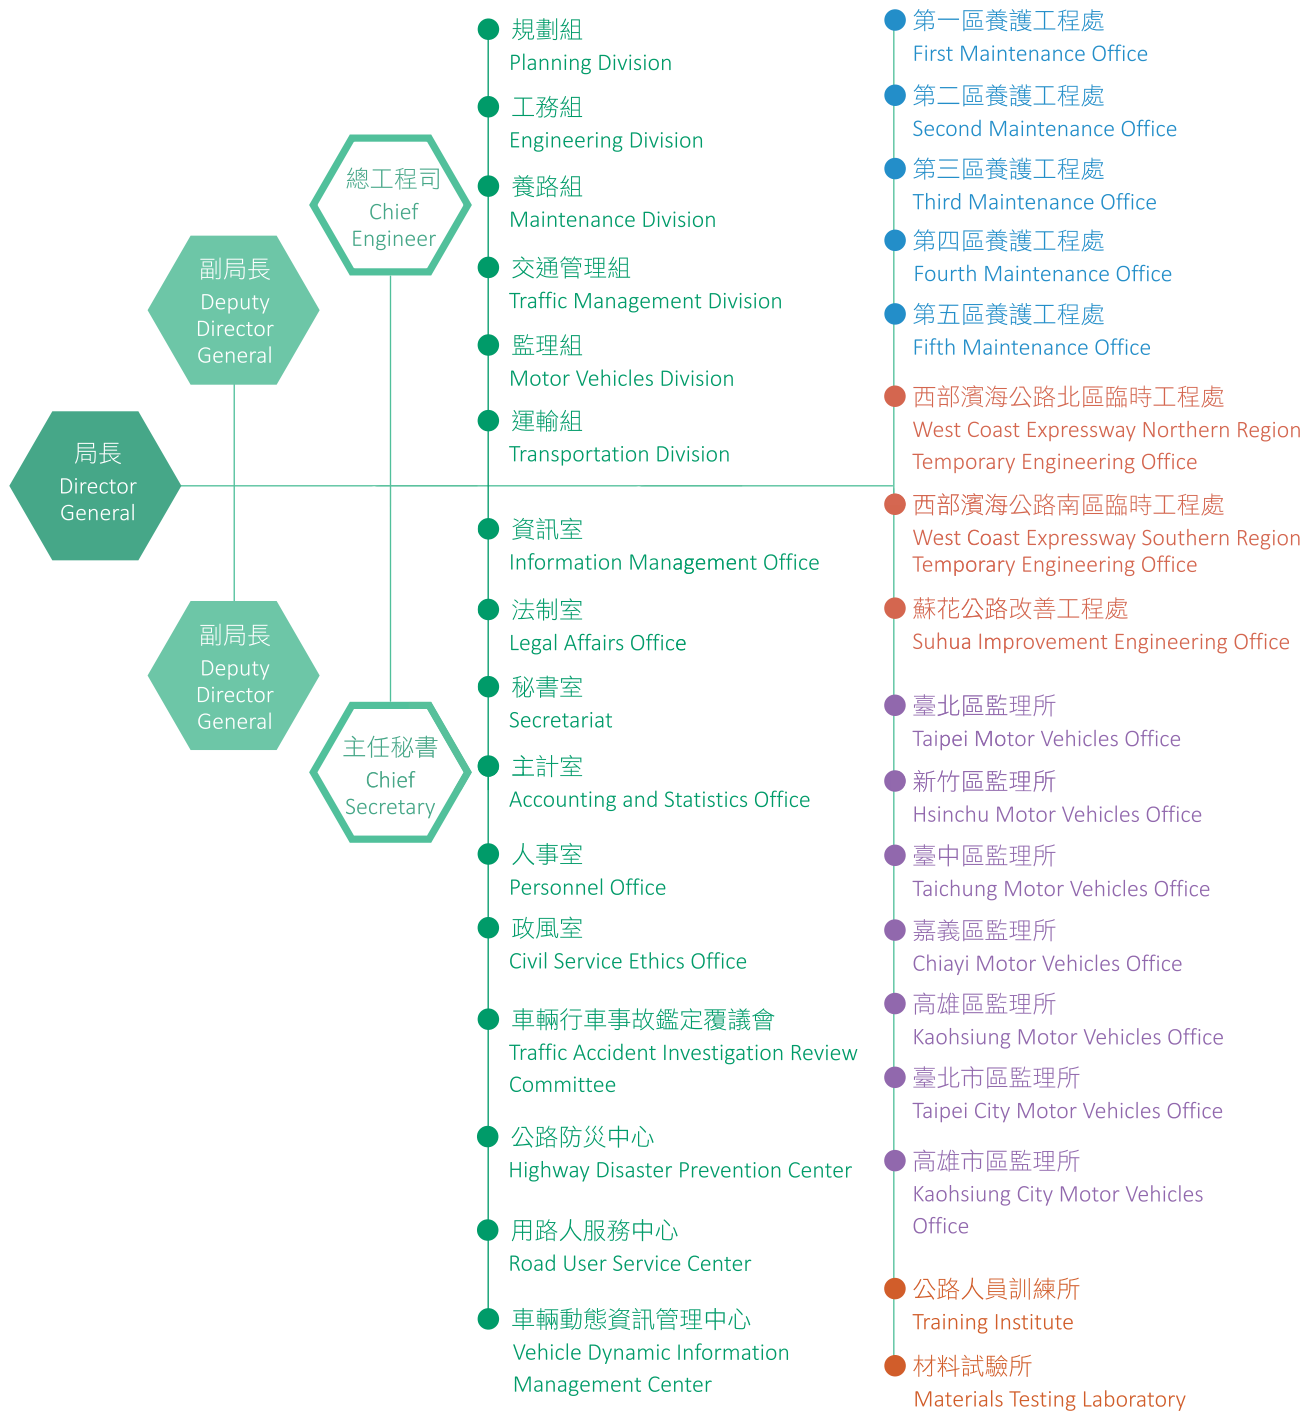 局長
Director
General
副局長
Deputy
Director
General
副局長
Deputy
Director
General
總工程司
Chief
Engineer
主任秘書
Chief
Secretary
規劃組
Planning Division
工務組
Engineering Division
養路組
Maintenance Division
交通管理組
Traffic Management Division
監理組
Motor Vehicles Division
運輸組
Transportation Division
資訊室
Information Management Office
法制室
Legal Affairs Office
秘書室
Secretariat
主計室
Accounting and Statistics Office
人事室
Personnel Office
政風室
Civil Service Ethics Office
車輛行車事故鑑定覆議會
Traffic Accident Investigation Review
Committee
公路防災中心
Highway Disaster Prevention Center
用路人服務中心
Road User Service Center
車輛動態資訊管理中心
Vehicle Dynamic Information
Management Center
第一區養護工程處
First Maintenance Office
第二區養護工程處
Second Maintenance Office
第三區養護工程處
Third Maintenance Office
第四區養護工程處
Fourth Maintenance Office
第五區養護工程處
Fifth Maintenance Office
西部濱海公路北區臨時工程處
West Coast Expressway Northern Region
Temporary Engineering Office
西部濱海公路南區臨時工程處
West Coast Expressway Southern Region
Temporary Engineering Office
蘇花公路改善工程處
Suhua Improvement Engineering Office
臺北區監理所
Taipei Motor Vehicles Office
新竹區監理所
Hsinchu Motor Vehicles Office
臺中區監理所
Taichung Motor Vehicles Office
嘉義區監理所
Chiayi Motor Vehicles Office
高雄區監理所
Kaohsiung Motor Vehicles Office
臺北市區監理所
Taipei City Motor Vehicles Office
高雄市區監理所
Kaohsiung City Motor Vehicles
Office
公路人員訓練所
Training Institute
材料試驗所
Materials Testing Laboratory